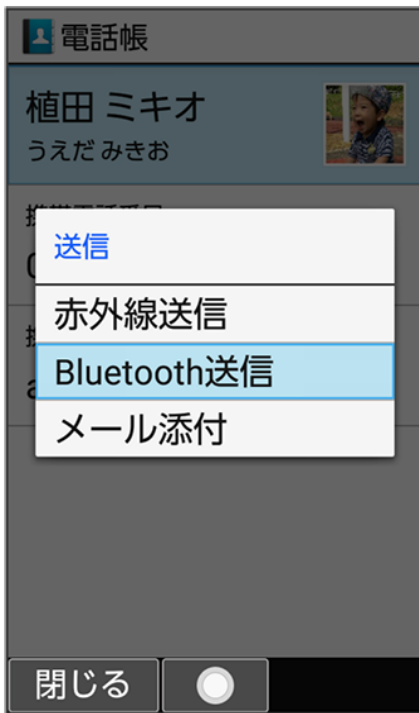 電話帳
植田 ミキオ
うえだ みきお
送信
赤外線送信
Bluetooth送信
メール添付
閉じる